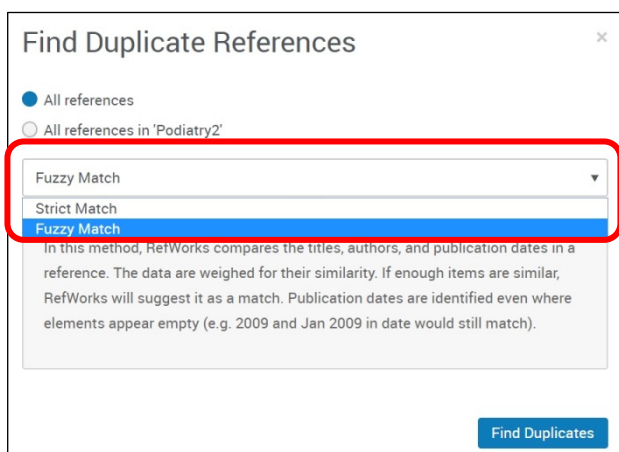 Find Duplicate References ×
All references
All references in 'Podiatry2'
Fuzzy Match
Strict Match
Fuzzy Match
In this method, RefWorks compares the titles, authors, and publication dates in a
reference. The data are weighed for their similarity. If enough items are similar,
RefWorks will suggest it as a match. Publication dates are identified even where
elements appear empty (e.g. 2009 and Jan 2009 in date would still match).
Find Duplicates